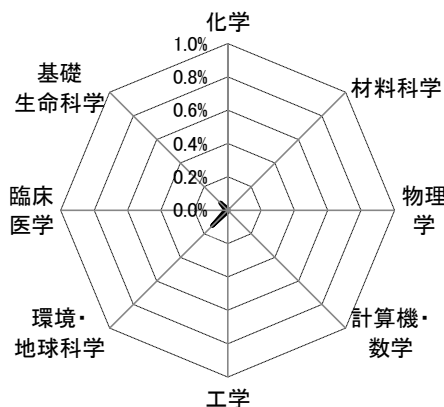 化学
1.0%
0.8%
0.6%
0.4%
0.2%
0.0%
材料科学
物理
学
計算機・
数学
工学
環境・
地球科学
臨床
医学
基礎
生命科学